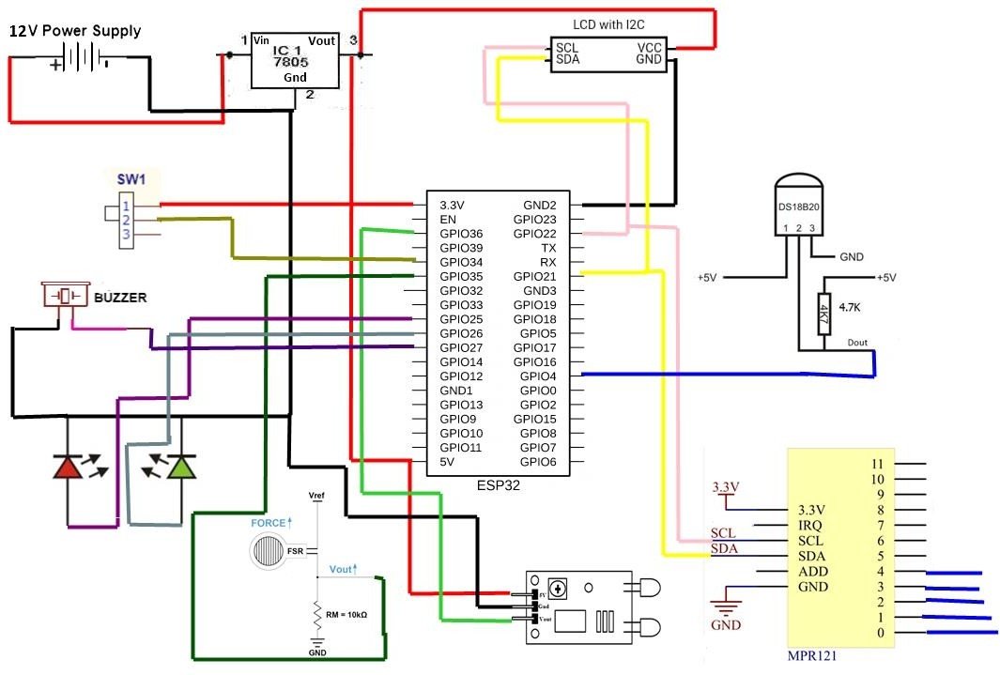 12V Power Supply
+ -
1 Vin Vout 3
IC 1
7805
Gnd
2
LCD with I2C
SCL VCC
SDA GND
SW1
1
2
3
BÜZZER
3.3V GND2
EN GPIO23
GPIO36 GPIO22
GPIO39 TX
GPIO34 RX
GPIO35 GPIO21
GPIO32 GND3
GPIO33 GPIO19
GPIO25 GPIO18
GPIO26 GPIO5
GPIO27 GPIO17
GPIO14 GPIO16
GPIO12 GPIO4
GND1 GPIO0
GPIO13 GPIO2
GPIO9 GPIO15
GPIO10 GPIO8
GPIO11 GPIO7
5V GPIO6
ESP32
DS18B20
1 2 3
GND
+5V +5V
4K7 4.7K
Dout
Vref
FORCE↑
FSR
Vout↑
RM = 10kΩ
GND
5V
Gnd
Vout
3.3V
SCL
SDA
GND
11
10
9
3.3V 8
IRQ 7
SCL 6
SDA 5
ADD 4
GND 3
2
1
0
MPR121